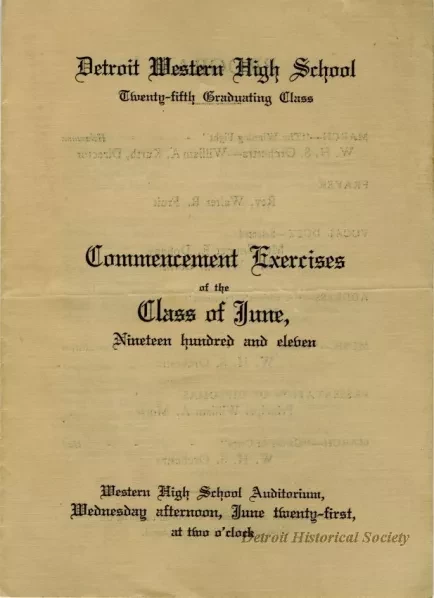 Detroit Western High School
Twenty-fifth Graduating Class
Commencement Exercises
of the
Class of June,
Nineteen hundred and eleven
Western High School Auditorium,
Wednesday afternoon, June twenty-first,
at two o'clock
Detroit Historical Society